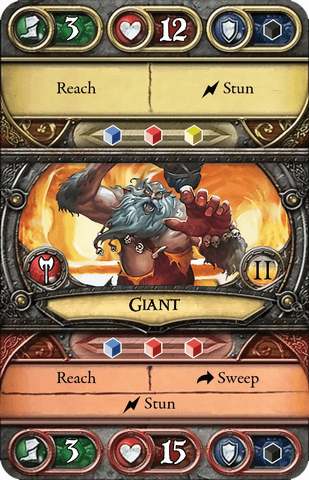 3 12
Reach Stun
II
GIANT
Reach Sweep
Stun
3 15